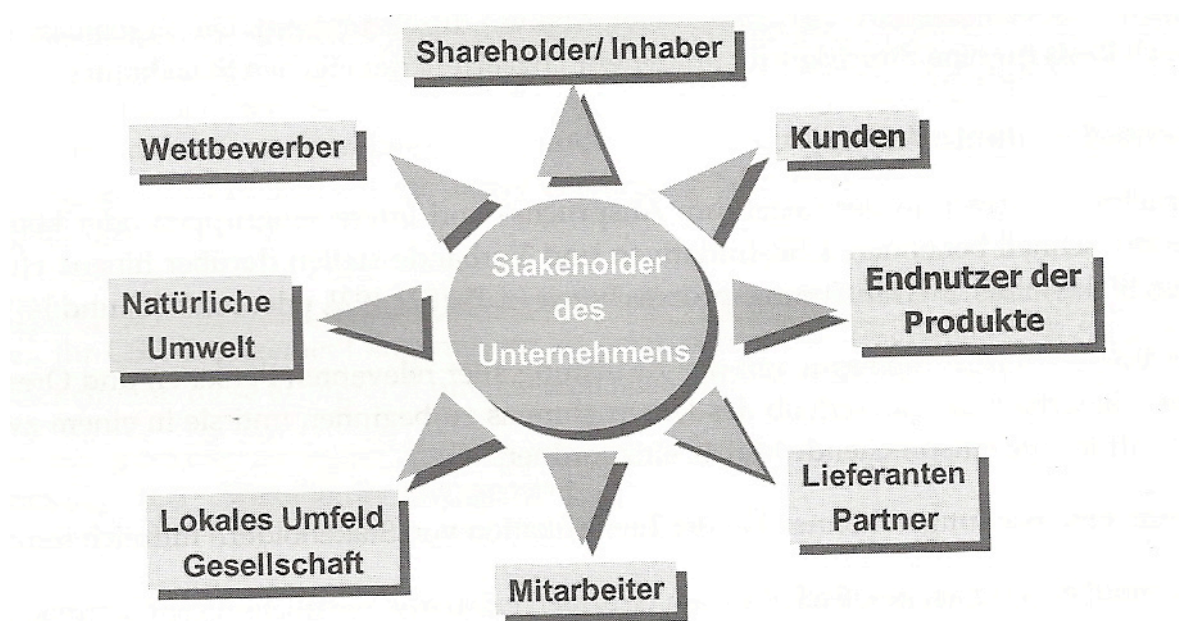 Shareholder/ Inhaber
Wettbewerber
Kunden
Stakeholder
des
Unternehmens
Natürliche
Umwelt
Endnutzer der
Produkte
Lieferanten
Partner
Lokales Umfeld
Gesellschaft
Mitarbeiter